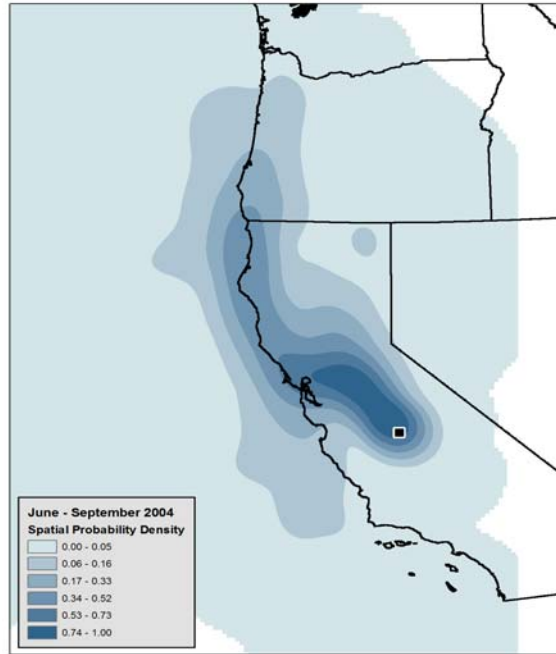 June - September 2004
Spatial Probability Density
0.00 - 0.05
0.06 - 0.16
0.17 - 0.33
0.34 - 0.52
0.53 - 0.73
0.74 - 1.00